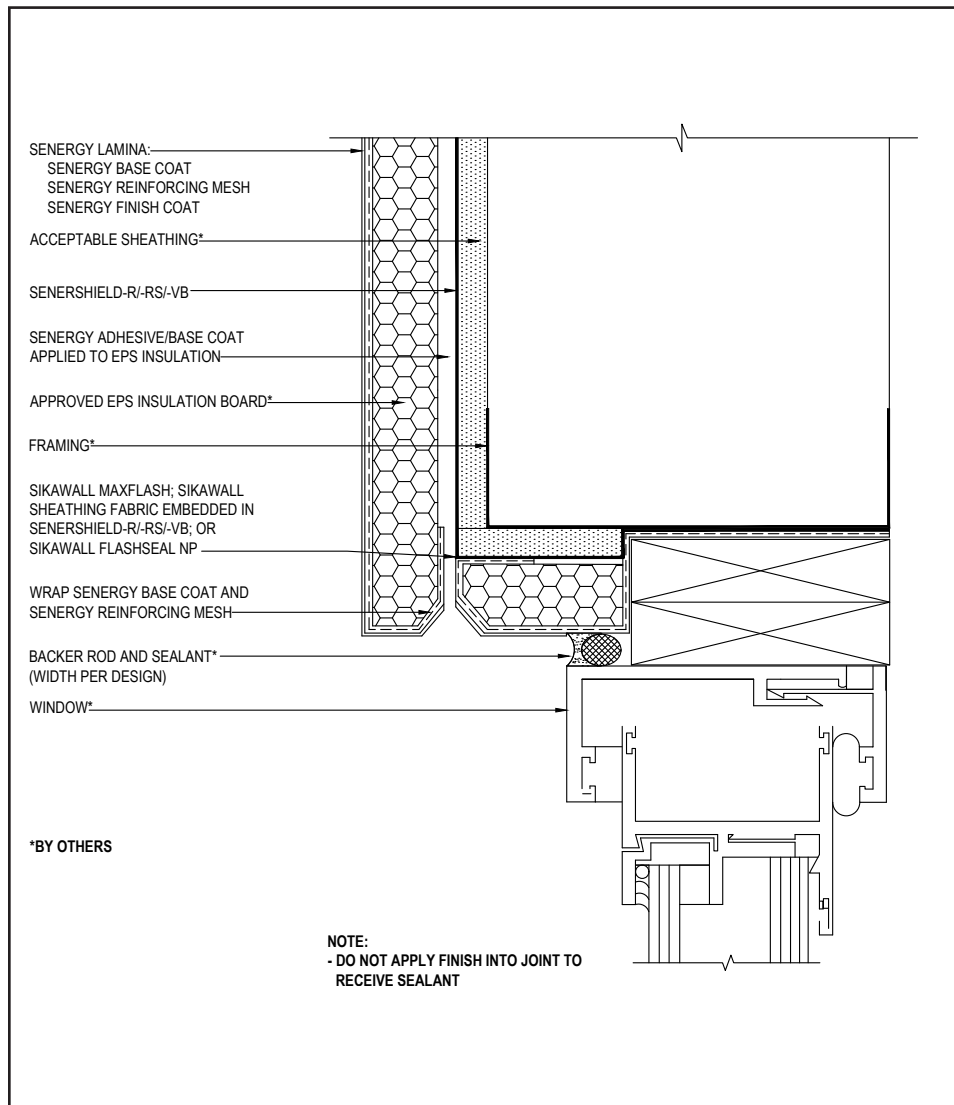 SENERGY LAMINA:
SENERGY BASE COAT
SENERGY REINFORCING MESH
SENERGY FINISH COAT
ACCEPTABLE SHEATHING*
SENERSHIELD-R/-RS/-VB
SENERGY ADHESIVE/BASE COAT
APPLIED TO EPS INSULATION
APPROVED EPS INSULATION BOARD*
FRAMING*
SIKAWALL MAXFLASH; SIKAWALL
SHEATHING FABRIC EMBEDDED IN
SENERSHIELD-R/-RS/-VB; OR
SIKAWALL FLASHSEAL NP
WRAP SENERGY BASE COAT AND
SENERGY REINFORCING MESH
BACKER ROD AND SEALANT*
(WIDTH PER DESIGN)
WINDOW*
*BY OTHERS
NOTE:
- DO NOT APPLY FINISH INTO JOINT TO
RECEIVE SEALANT